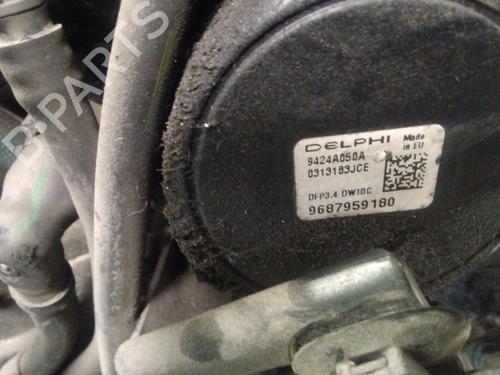 B-PARTS
DELPHI Made in EU
9424A050A
0313183JCE
DFP3.4 DW10C
9687959180